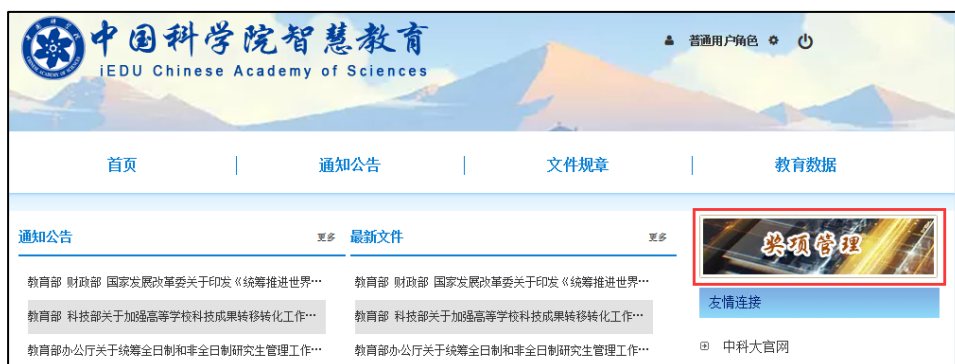 中国科学院智慧教育
iEDU Chinese Academy of Sciences
普通用户角色
首页
通知公告
文件规章
教育数据
通知公告 更多
教育部 财政部 国家发展改革委关于印发《统筹推进世界…
教育部 科技部关于加强高等学校科技成果转移转化工作…
教育部办公厅关于统筹全日制和非全日制研究生管理工作…
最新文件 更多
教育部 财政部 国家发展改革委关于印发《统筹推进世界…
教育部 科技部关于加强高等学校科技成果转移转化工作…
教育部办公厅关于统筹全日制和非全日制研究生管理工作…
奖项管理
友情连接
中科大官网